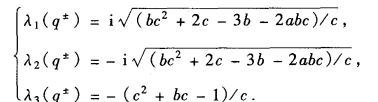 λ₁(q^±) = i√((bc² + 2c - 3b - 2abc)/c),
λ₂(q^±) = - i√((bc² + 2c - 3b - 2abc)/c),
λ₃(q^±) = - (c² + bc - 1)/c.